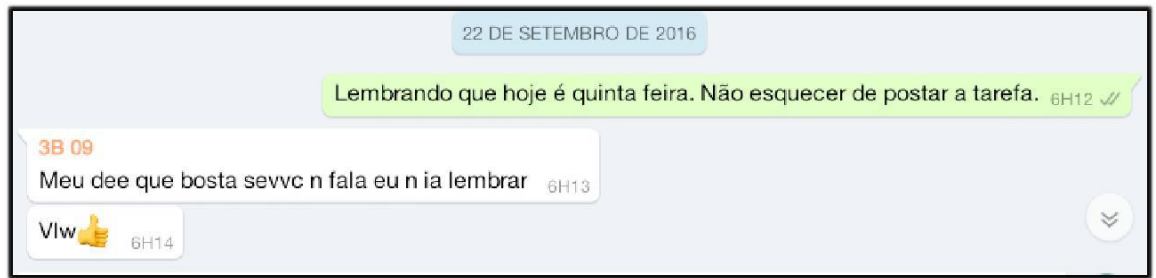 22 DE SETEMBRO DE 2016
Lembrando que hoje é quinta feira. Não esquecer de postar a tarefa. 6H12
3B 09
Meu dee que bosta sevvc n fala eu n ia lembrar 6H13
Vlw👍 6H14